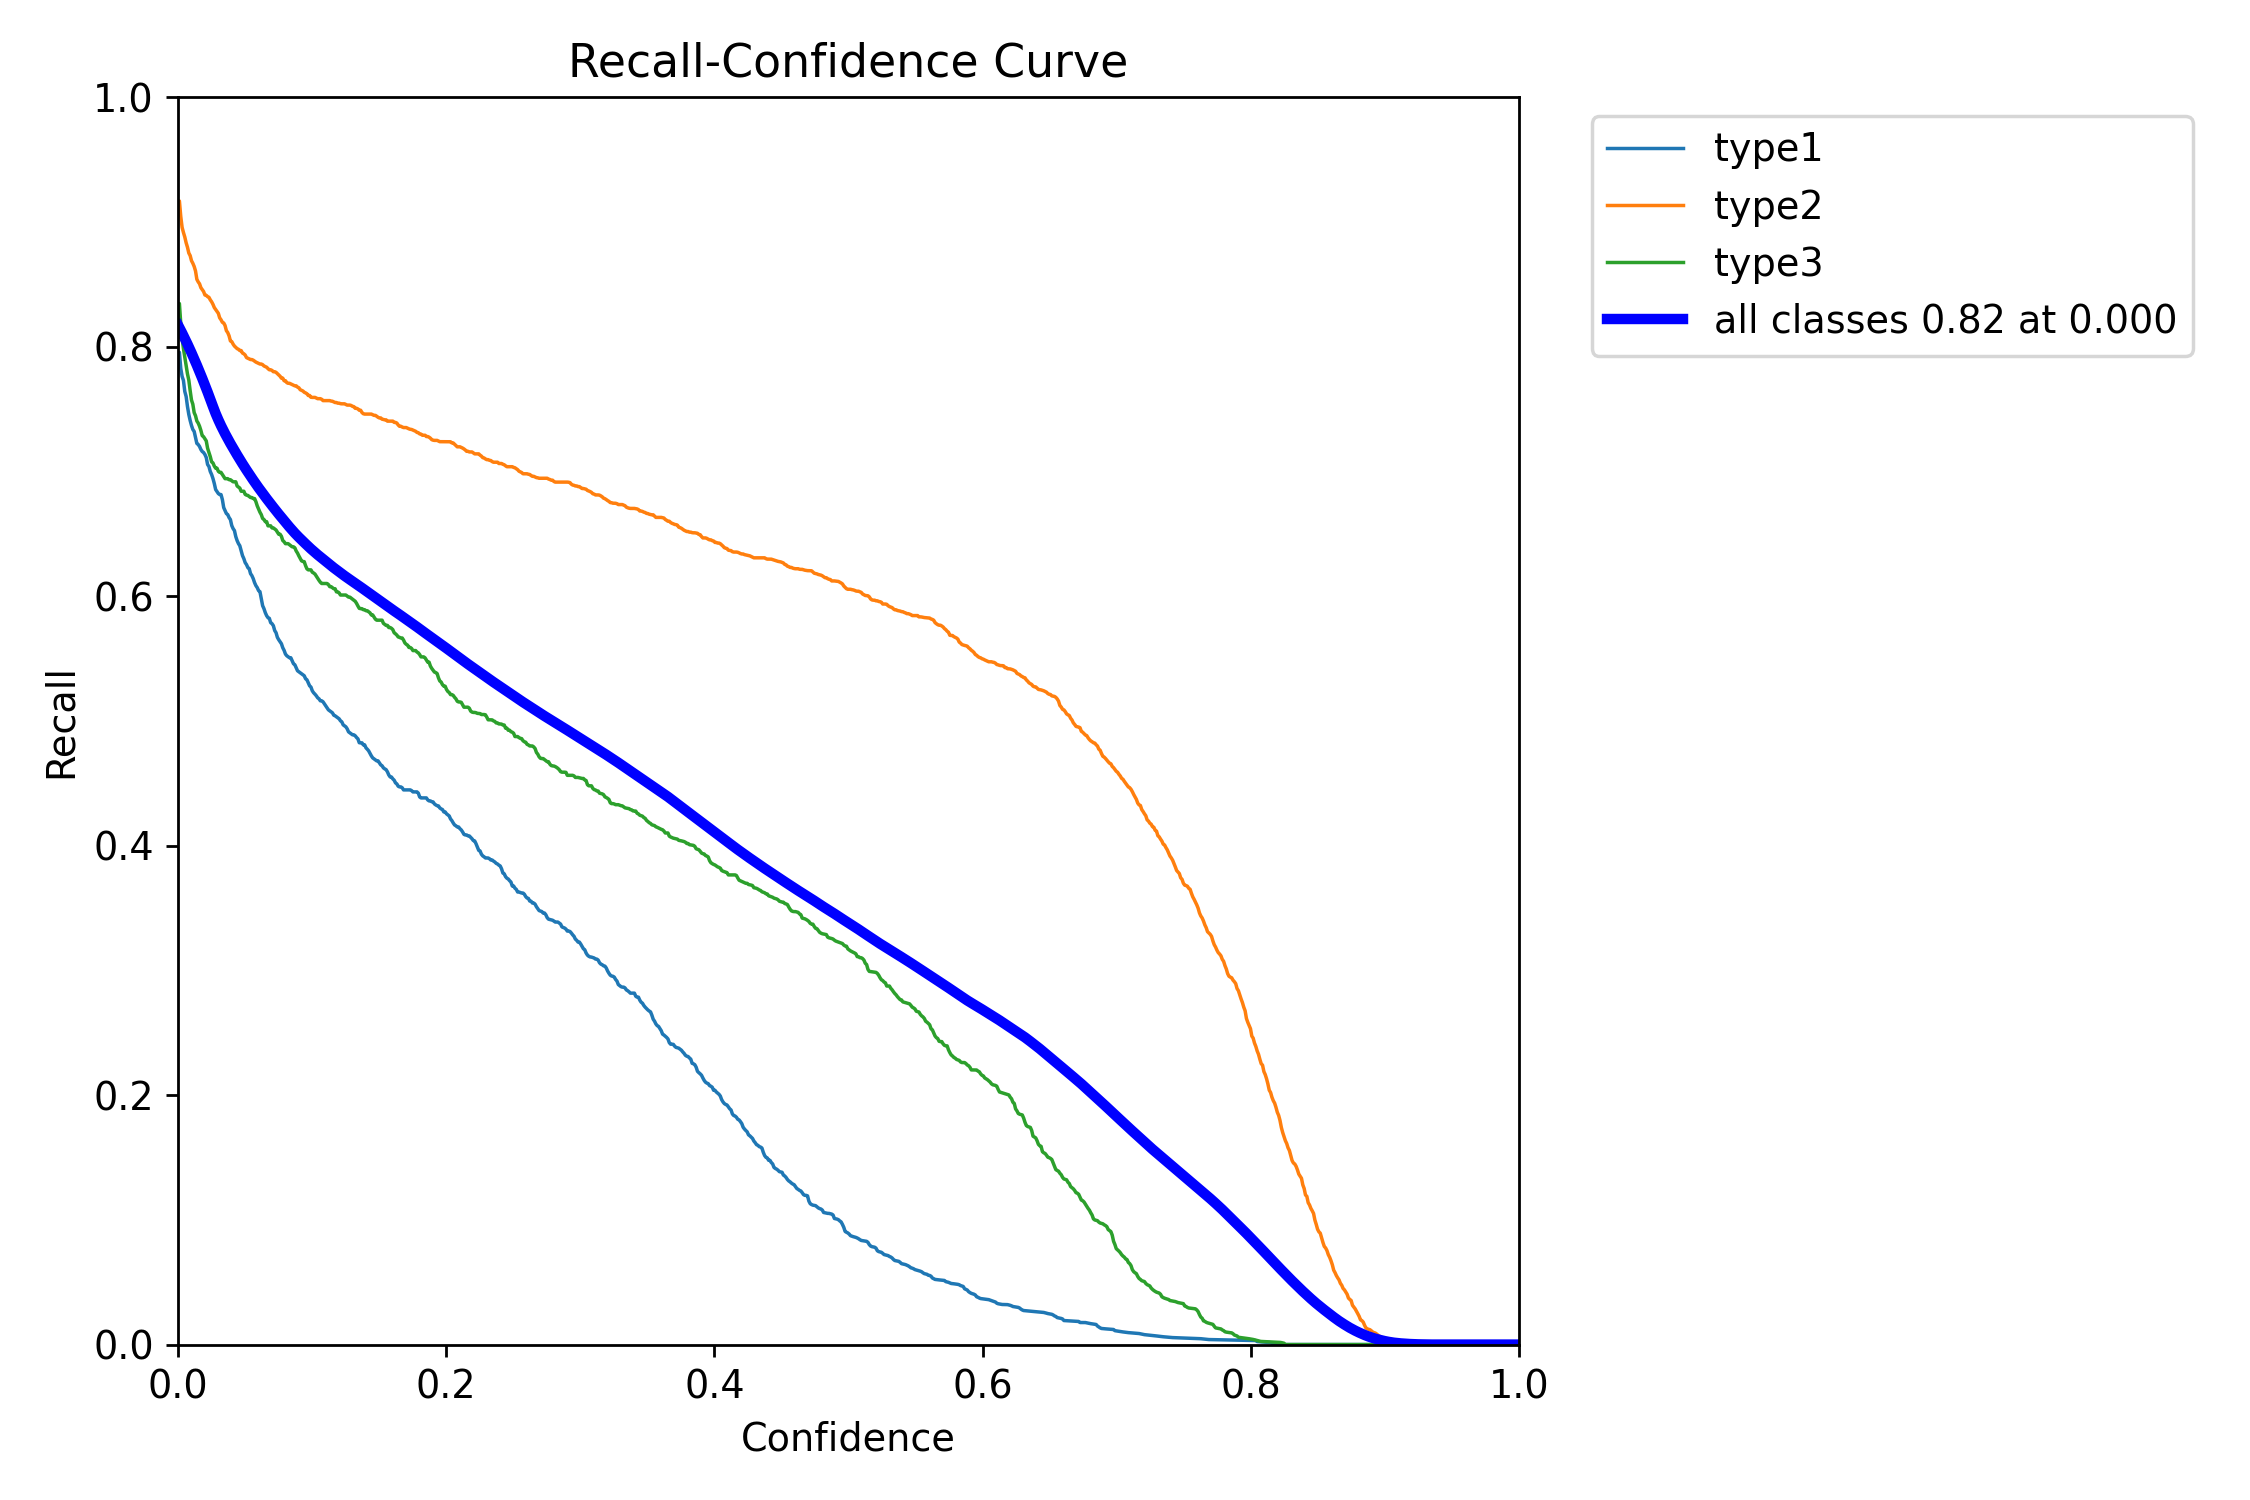 Recall-Confidence Curve
1.0
0.8
0.6
0.4
0.2
0.0
Recall
0.0 0.2 0.4 0.6 0.8 1.0
Confidence
type1
type2
type3
all classes 0.82 at 0.000